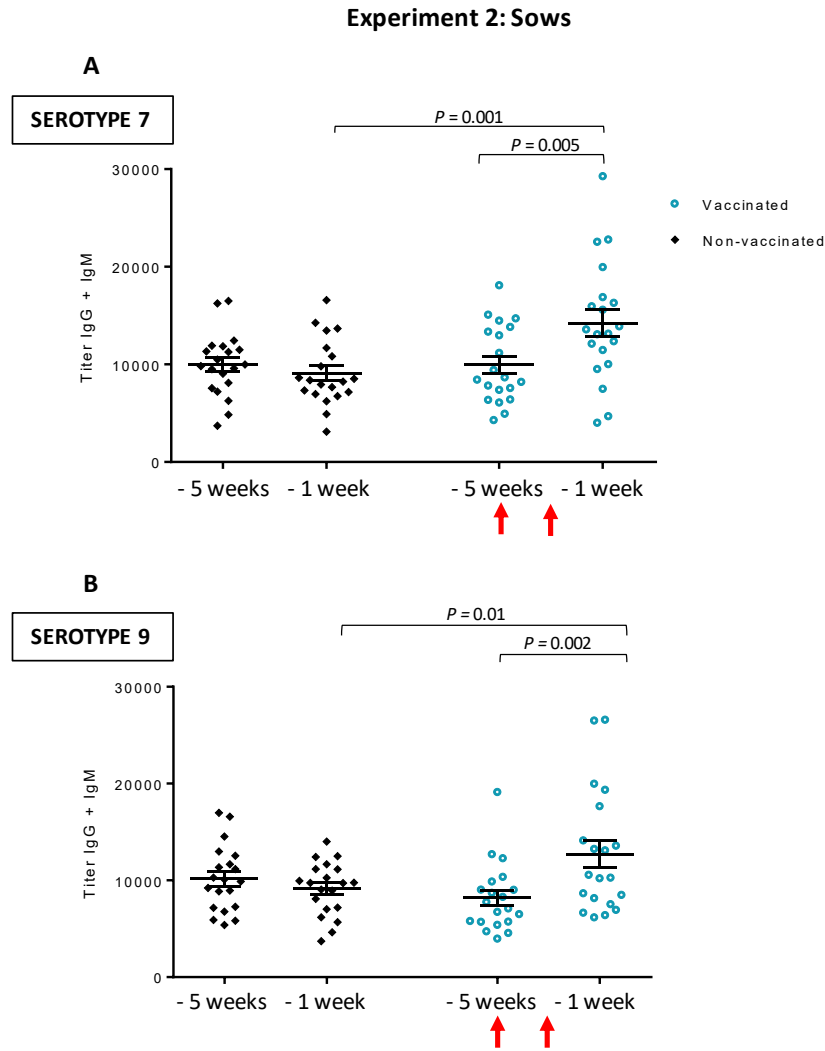 Experiment 2: Sows
A
SEROTYPE 7
P = 0.001
P = 0.005
30000
20000
10000
0
Titer IgG + IgM
Vaccinated
Non-vaccinated
- 5 weeks - 1 week - 5 weeks - 1 week
B
SEROTYPE 9
P = 0.01
P = 0.002
30000
20000
10000
0
Titer IgG + IgM
- 5 weeks - 1 week - 5 weeks - 1 week